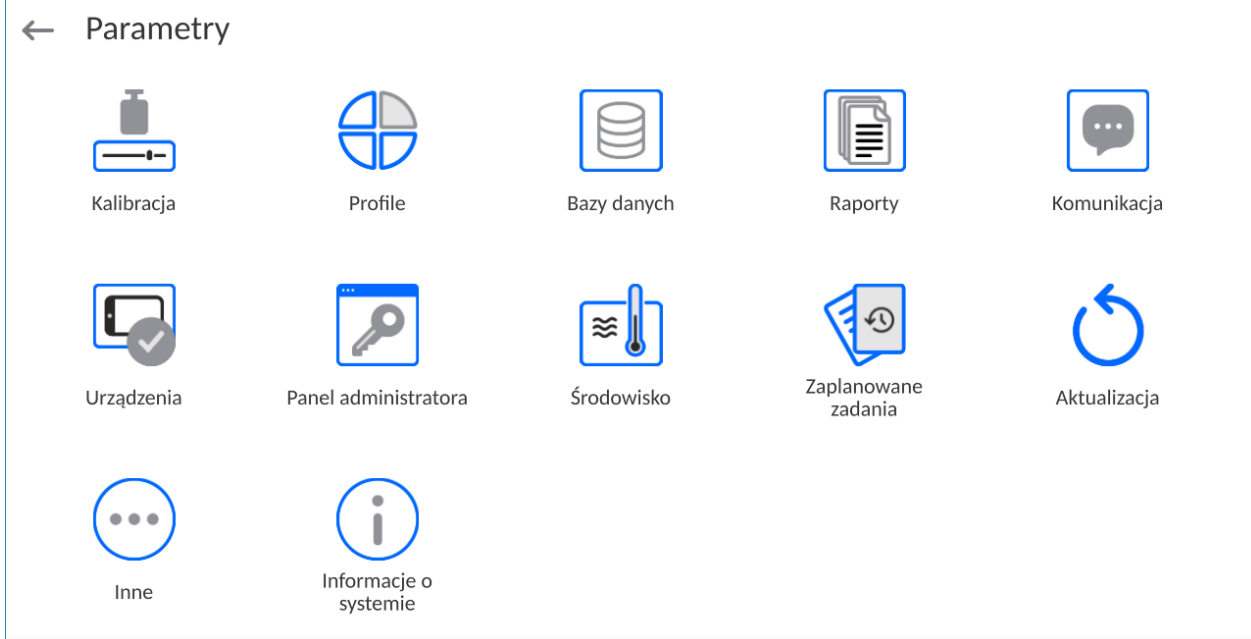 Parametry
Kalibracja
Profile
Bazy danych
Raporty
Komunikacja
Urządzenia
Panel administratora
Środowisko
Zaplanowane
zadania
Aktualizacja
Inne
Informacje o
systemie